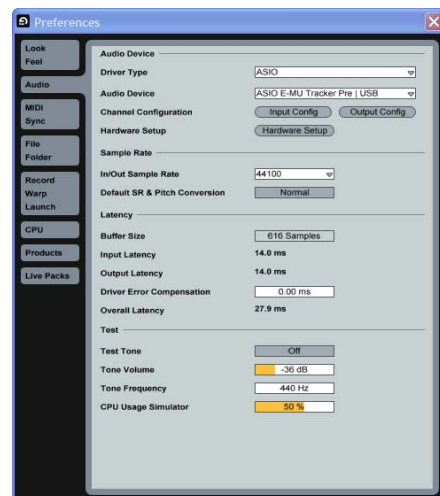 Preferences
Look
Feel
Audio
MIDI
Sync
File
Folder
Record
Warp
Launch
CPU
Products
Live Packs
Audio Device
Driver Type ASIO
Audio Device ASIO E-MU Tracker Pre | USB
Channel Configuration Input Config Output Config
Hardware Setup Hardware Setup
Sample Rate
In/Out Sample Rate 44100
Default SR & Pitch Conversion Normal
Latency
Buffer Size 616 Samples
Input Latency 14.0 ms
Output Latency 14.0 ms
Driver Error Compensation 0.00 ms
Overall Latency 27.9 ms
Test
Test Tone Off
Tone Volume -36 dB
Tone Frequency 440 Hz
CPU Usage Simulator 50 %